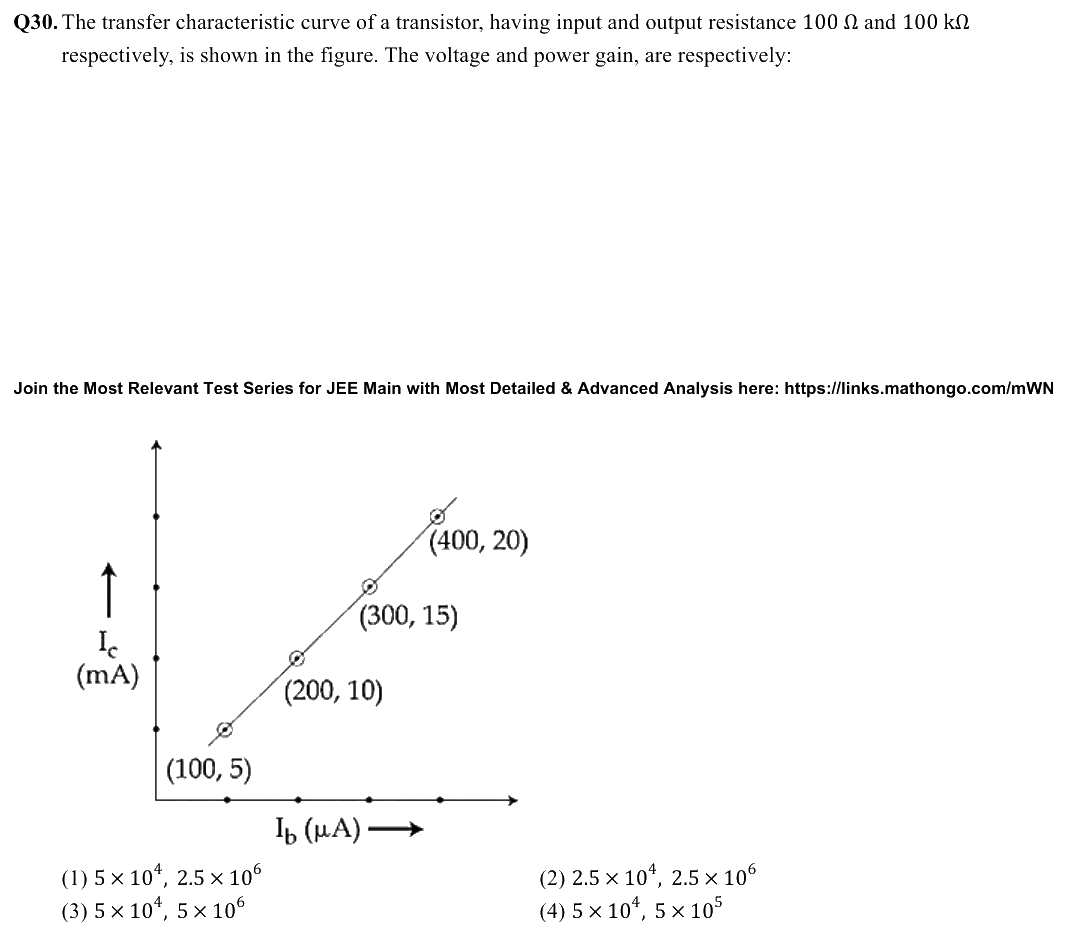 Q30. The transfer characteristic curve of a transistor, having input and output resistance 100 Ω and 100 kΩ
respectively, is shown in the figure. The voltage and power gain, are respectively:
Join the Most Relevant Test Series for JEE Main with Most Detailed & Advanced Analysis here: https://links.mathongo.com/mWN
(400, 20)
(300, 15)
I_c
(mA)
(200, 10)
(100, 5)
I_b (μA)
(1) 5 × 10^4, 2.5 × 10^6
(2) 2.5 × 10^4, 2.5 × 10^6
(3) 5 × 10^4, 5 × 10^6
(4) 5 × 10^4, 5 × 10^5